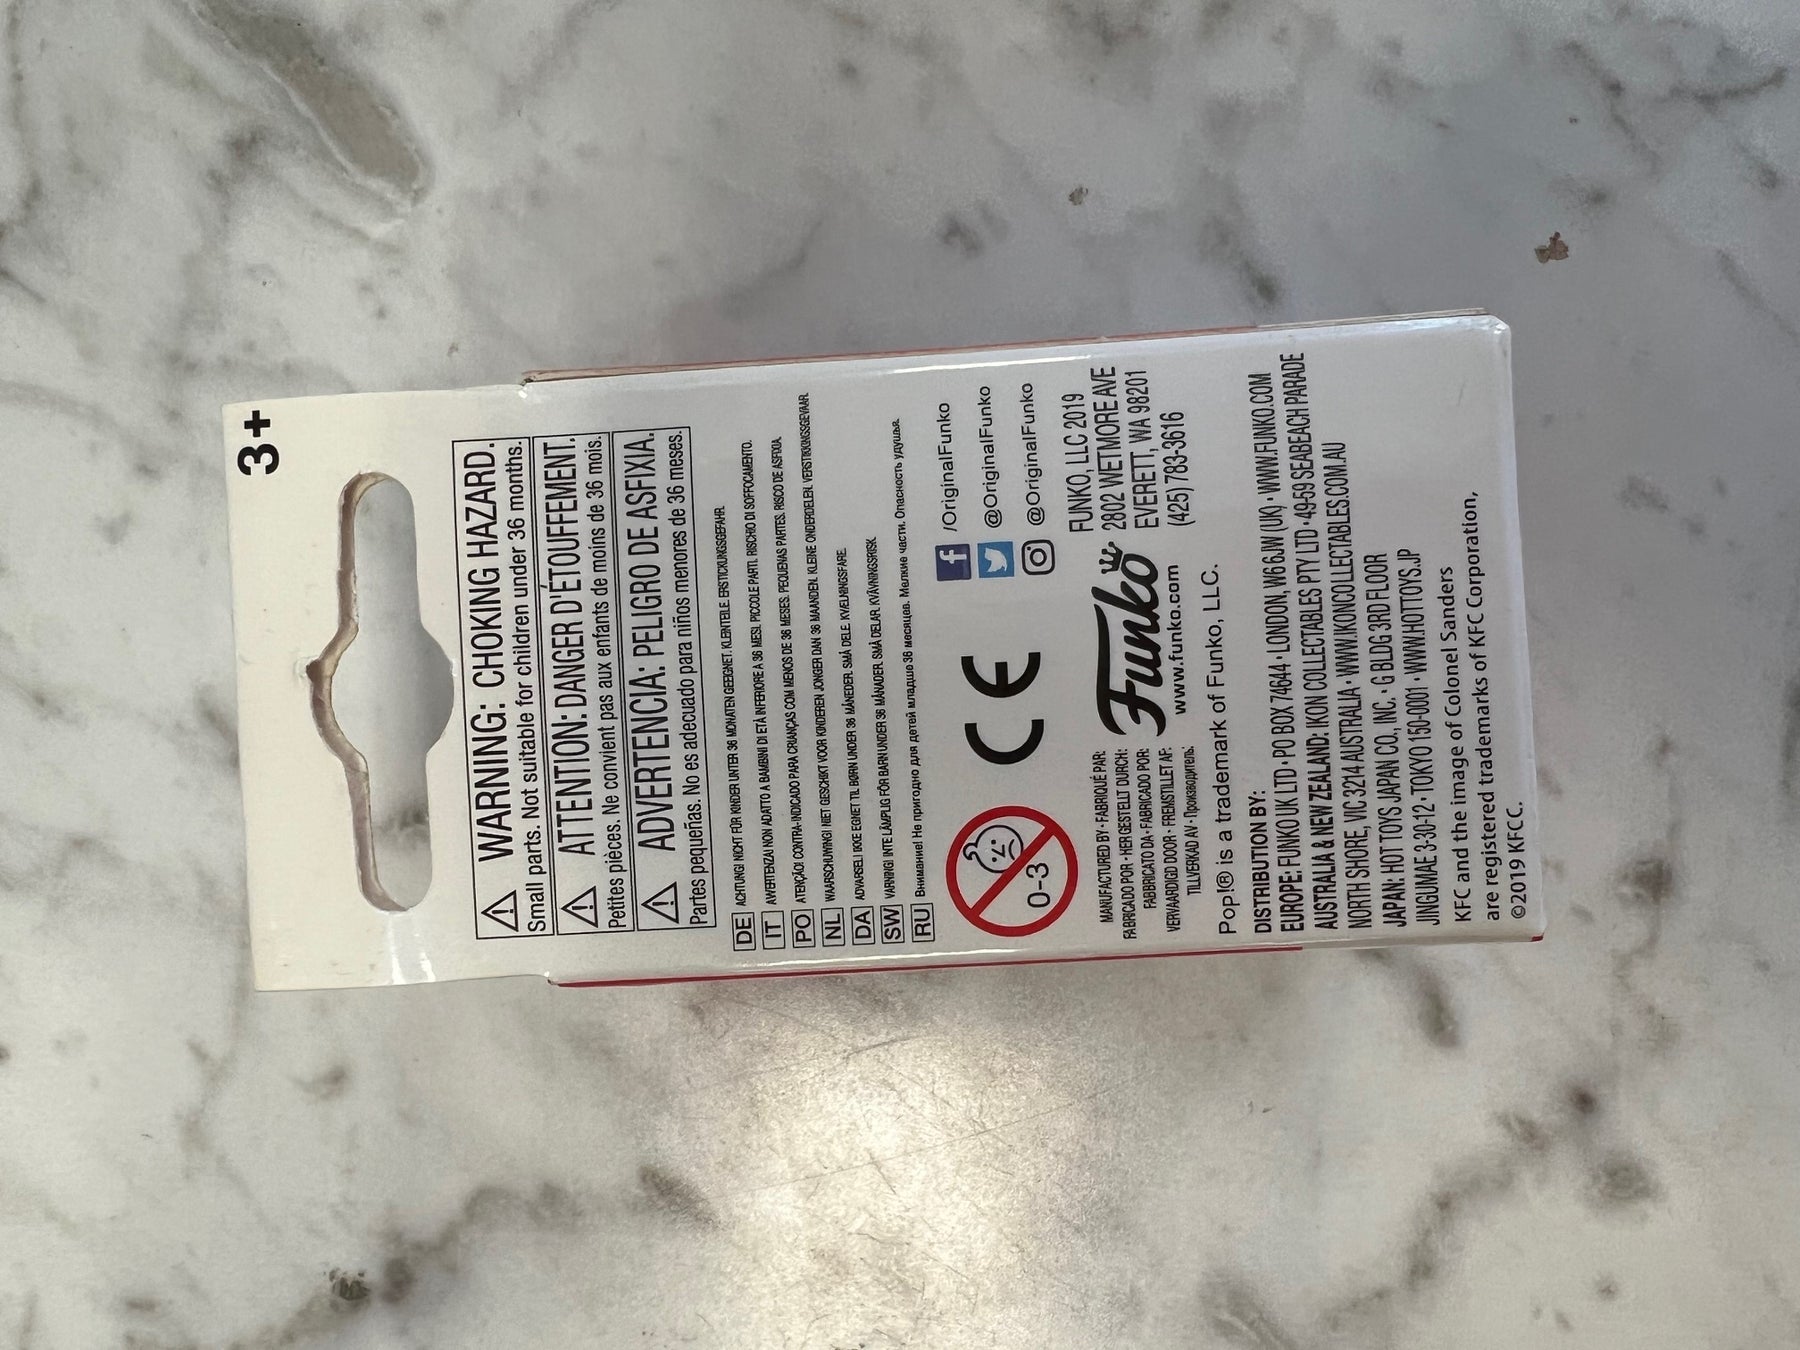 3+
WARNING: CHOKING HAZARD.
Small parts. Not suitable for children under 36 months.
ATTENTION: DANGER D'ÉTOUFFEMENT.
Petites pièces. Ne convient pas aux enfants de moins de 36 mois.
ADVERTENCIA: PELIGRO DE ASFIXIA.
Partes pequeñas. No es adecuado para niños menores de 36 meses.
DE ACHTUNG! NICHT FÜR KINDER UNTER 36 MONATEN GEEIGNET. KLEINTEILE. ERSTICKUNGSGEFAHR.
IT AVVERTENZA! NON ADATTO A BAMBINI DI ETÀ INFERIORE A 36 MESI. PICCOLE PARTI. RISCHIO DI SOFFOCAMENTO.
PO ATENÇÃO! CONTRA-INDICADO PARA CRIANÇAS COM MENOS DE 36 MESES. PEQUENAS PARTES. RISCO DE ASFIXIA.
NL WAARSCHUWING! NIET GESCHIKT VOOR KINDEREN JONGER DAN 36 MAANDEN. KLEINE ONDERDELEN. VERSTIKKINGSGEVAAR.
DA ADVARSEL! IKKE EGNET TIL BØRN UNDER 36 MÅNEDER. SMÅ DELE. KVÆLNINGSFARE.
SW VARNING! INTE LÄMPLIG FÖR BARN UNDER 36 MÅNADER. SMÅ DELAR. KVÄVNINGSRISK.
RU Внимание! Не пригодно для детей младше 36 месяцев. Мелкие части. Опасность удушья.
0-3
CE
f /OriginalFunko
@OriginalFunko
@OriginalFunko
MANUFACTURED BY · FABRIQUÉ PAR:
FABRICADO POR · HERGESTELLT DURCH:
FABBRICATO DA · FABRICADO POR:
VERVAARDIGD DOOR · FREMSTILLET AF:
TILLVERKAD AV · Производитель:
Funko
www.funko.com
FUNKO, LLC 2019
2802 WETMORE AVE
EVERETT, WA 98201
(425) 783-3616
Pop!® is a trademark of Funko, LLC.
DISTRIBUTION BY:
EUROPE: FUNKO UK LTD · PO BOX 74644 · LONDON, W6 6JW (UK) · WWW.FUNKO.COM
AUSTRALIA & NEW ZEALAND: IKON COLLECTABLES PTY LTD · 49-59 SEABEACH PARADE
NORTH SHORE, VIC 3214 AUSTRALIA · WWW.IKONCOLLECTABLES.COM.AU
JAPAN: HOT TOYS JAPAN CO., INC. · G BLDG 3RD FLOOR
JINGUMAE 3-30-12 · TOKYO 150-0001 · WWW.HOTTOYS.JP
KFC and the image of Colonel Sanders
are registered trademarks of KFC Corporation,
©2019 KFCC.